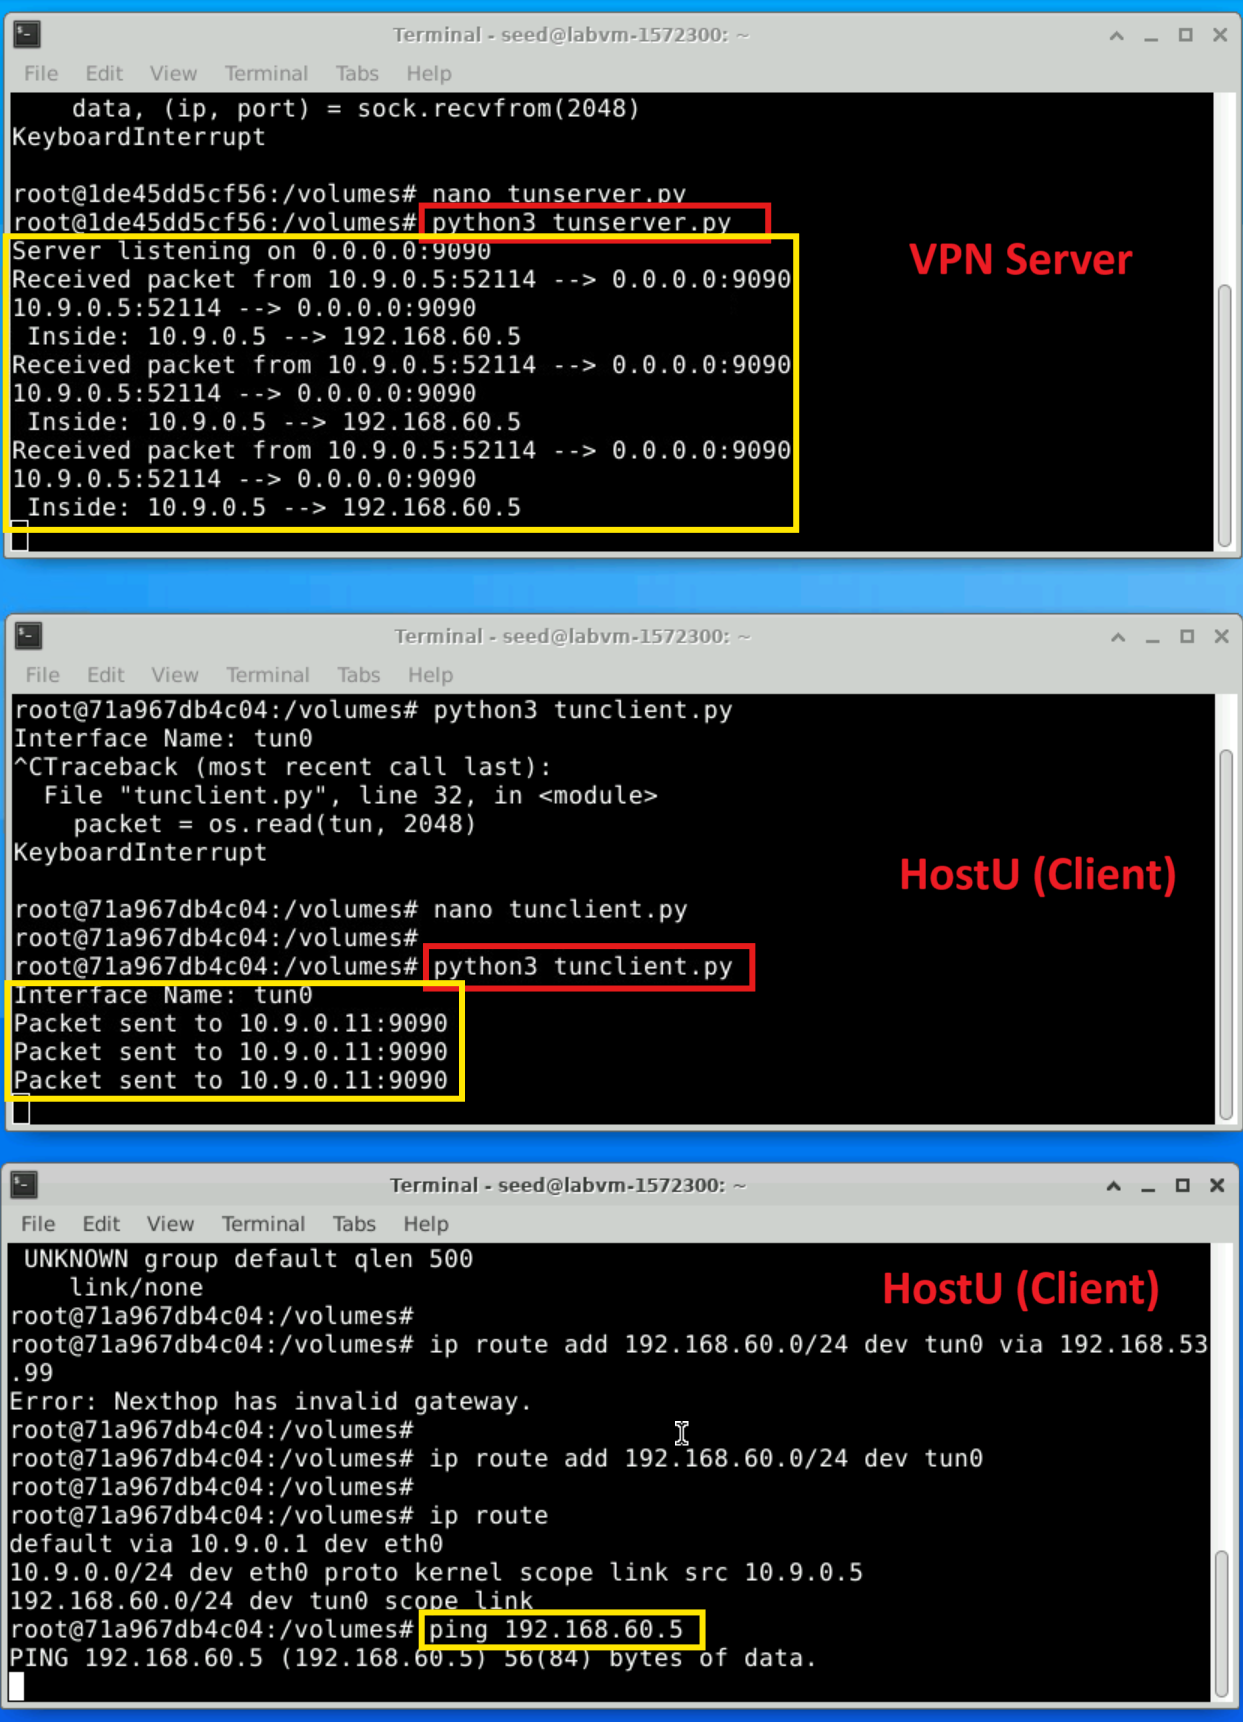 Terminal - seed@labvm-1572300: ~
File Edit View Terminal Tabs Help
    data, (ip, port) = sock.recvfrom(2048)
KeyboardInterrupt
root@1de45dd5cf56:/volumes# nano tunserver.py
root@1de45dd5cf56:/volumes# python3 tunserver.py
Server listening on 0.0.0.0:9090
VPN Server
Received packet from 10.9.0.5:52114 --> 0.0.0.0:9090
10.9.0.5:52114 --> 0.0.0.0:9090
 Inside: 10.9.0.5 --> 192.168.60.5
Received packet from 10.9.0.5:52114 --> 0.0.0.0:9090
10.9.0.5:52114 --> 0.0.0.0:9090
 Inside: 10.9.0.5 --> 192.168.60.5
Received packet from 10.9.0.5:52114 --> 0.0.0.0:9090
10.9.0.5:52114 --> 0.0.0.0:9090
 Inside: 10.9.0.5 --> 192.168.60.5
Terminal - seed@labvm-1572300: ~
File Edit View Terminal Tabs Help
root@71a967db4c04:/volumes# python3 tunclient.py
Interface Name: tun0
^CTraceback (most recent call last):
  File "tunclient.py", line 32, in <module>
    packet = os.read(tun, 2048)
KeyboardInterrupt
HostU (Client)
root@71a967db4c04:/volumes# nano tunclient.py
root@71a967db4c04:/volumes#
root@71a967db4c04:/volumes# python3 tunclient.py
Interface Name: tun0
Packet sent to 10.9.0.11:9090
Packet sent to 10.9.0.11:9090
Packet sent to 10.9.0.11:9090
Terminal - seed@labvm-1572300: ~
File Edit View Terminal Tabs Help
 UNKNOWN group default qlen 500
    link/none
HostU (Client)
root@71a967db4c04:/volumes#
root@71a967db4c04:/volumes# ip route add 192.168.60.0/24 dev tun0 via 192.168.53
.99
Error: Nexthop has invalid gateway.
root@71a967db4c04:/volumes#
root@71a967db4c04:/volumes# ip route add 192.168.60.0/24 dev tun0
root@71a967db4c04:/volumes#
root@71a967db4c04:/volumes# ip route
default via 10.9.0.1 dev eth0
10.9.0.0/24 dev eth0 proto kernel scope link src 10.9.0.5
192.168.60.0/24 dev tun0 scope link
root@71a967db4c04:/volumes# ping 192.168.60.5
PING 192.168.60.5 (192.168.60.5) 56(84) bytes of data.